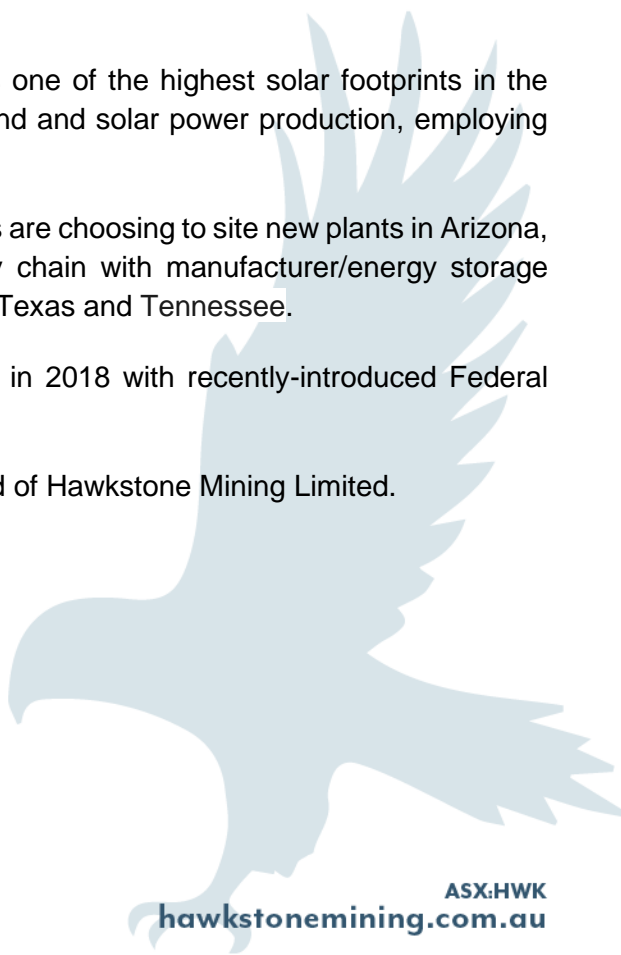 one of the highest solar footprints in the
and solar power production, employing
are choosing to site new plants in Arizona,
chain with manufacturer/energy storage
Texas and Tennessee.
in 2018 with recently-introduced Federal
of Hawkstone Mining Limited.
ASX:HWK
hawkstonemining.com.au